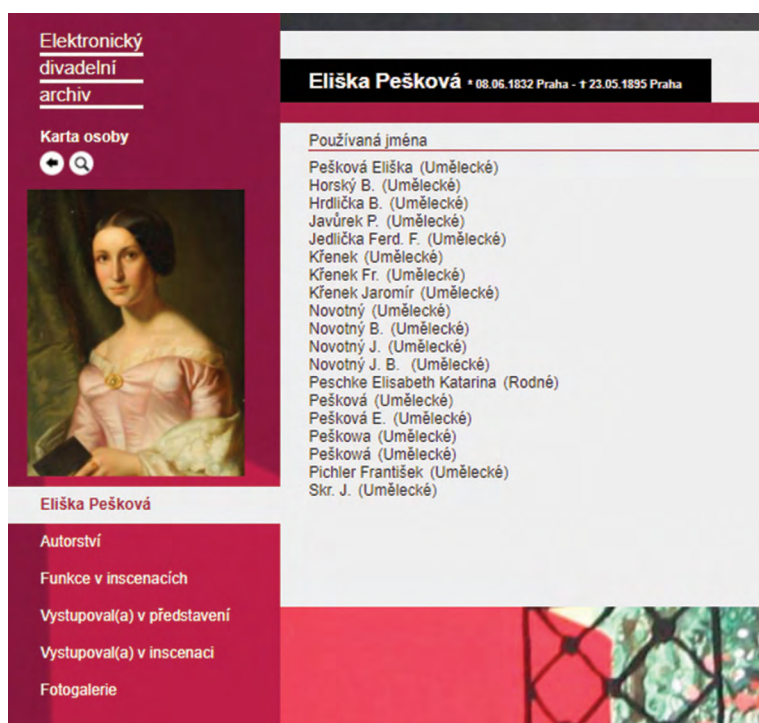 Elektronický
divadelní
archiv
Karta osoby
Eliška Pešková
Autorství
Funkce v inscenacích
Vystupoval(a) v představení
Vystupoval(a) v inscenaci
Fotogalerie
Eliška Pešková * 08.06.1832 Praha - † 23.05.1895 Praha
Používaná jména
Pešková Eliška (Umělecké)
Horský B. (Umělecké)
Hrdlička B. (Umělecké)
Javůrek P. (Umělecké)
Jedlička Ferd. F. (Umělecké)
Křenek (Umělecké)
Křenek Fr. (Umělecké)
Křenek Jaromír (Umělecké)
Novotný (Umělecké)
Novotný B. (Umělecké)
Novotný J. (Umělecké)
Novotný J. B. (Umělecké)
Peschke Elisabeth Katarina (Rodné)
Pešková (Umělecké)
Pešková E. (Umělecké)
Peškowa (Umělecké)
Peškowá (Umělecké)
Pichler František (Umělecké)
Skr. J. (Umělecké)